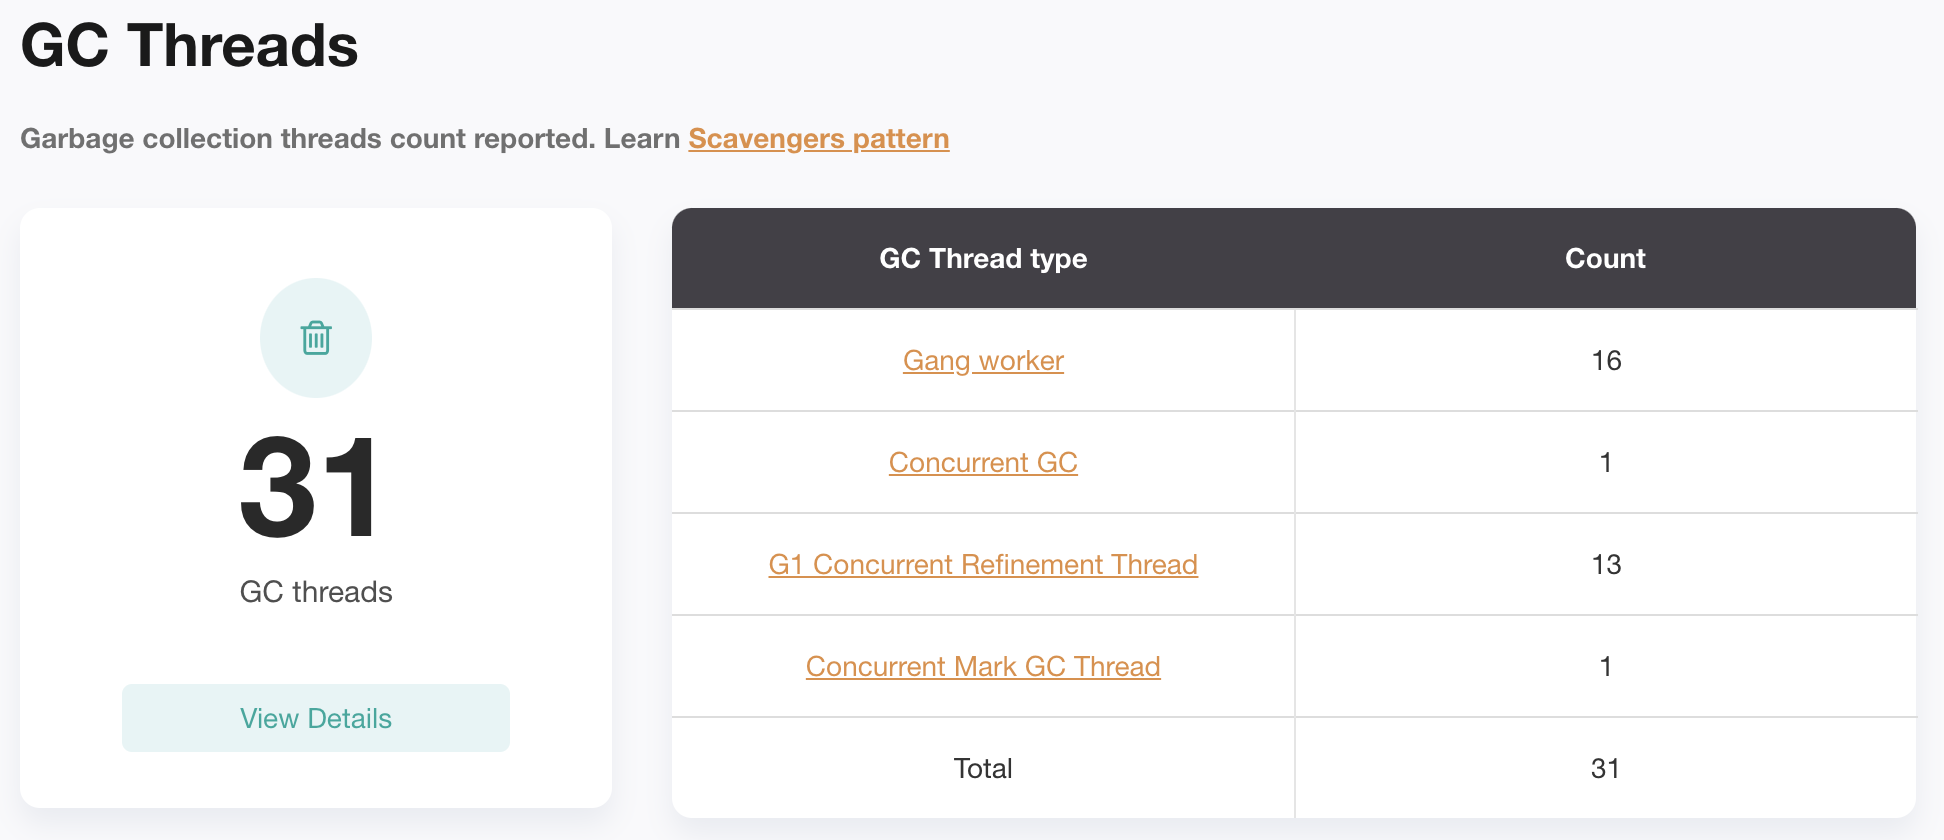 GC Threads
Garbage collection threads count reported. Learn Scavengers pattern
31
GC threads
View Details
GC Thread type Count
Gang worker 16
Concurrent GC 1
G1 Concurrent Refinement Thread 13
Concurrent Mark GC Thread 1
Total 31